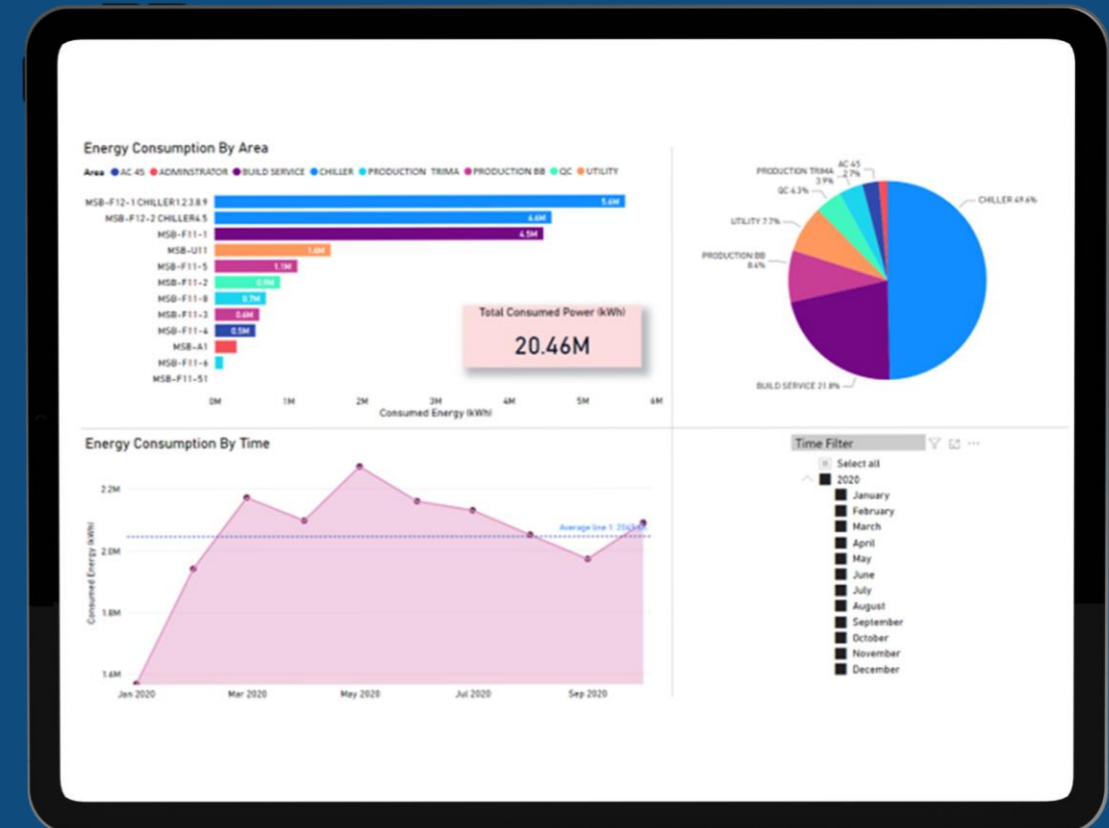 Energy Consumption By Area
Area AC 45 ADMINSTRATOR BUILD SERVICE CHILLER PRODUCTION TRIMA PRODUCTION BB QC UTILITY
MSB-F12-1 CHILLER1.2.3.8.9 5.6M
MSB-F12-2 CHILLER4.5 4.6M
MSB-F11-1 4.5M
MSB-U11 1.6M
MSB-F11-5 1.1M
MSB-F11-2 0.9M
MSB-F11-8 0.7M
MSB-F11-3 0.6M
MSB-F11-4 0.5M
MSB-A1
MSB-F11-6
MSB-F11-51
0M 1M 2M 3M 4M 5M 6M
Consumed Energy (kWh)
Total Consumed Power (kWh)
20.46M
AC 45
2.7%
PRODUCTION TRIMA
3.9%
QC 4.3%
UTILITY 7.7%
PRODUCTION BB
8.4%
BUILD SERVICE 21.8%
CHILLER 49.6%
Energy Consumption By Time
Consumed Energy (kWh)
2.2M
2.0M
1.8M
1.6M
Average line 1:
Jan 2020 Mar 2020 May 2020 Jul 2020 Sep 2020
Time Filter
Select all
2020
January
February
March
April
May
June
July
August
September
October
November
December